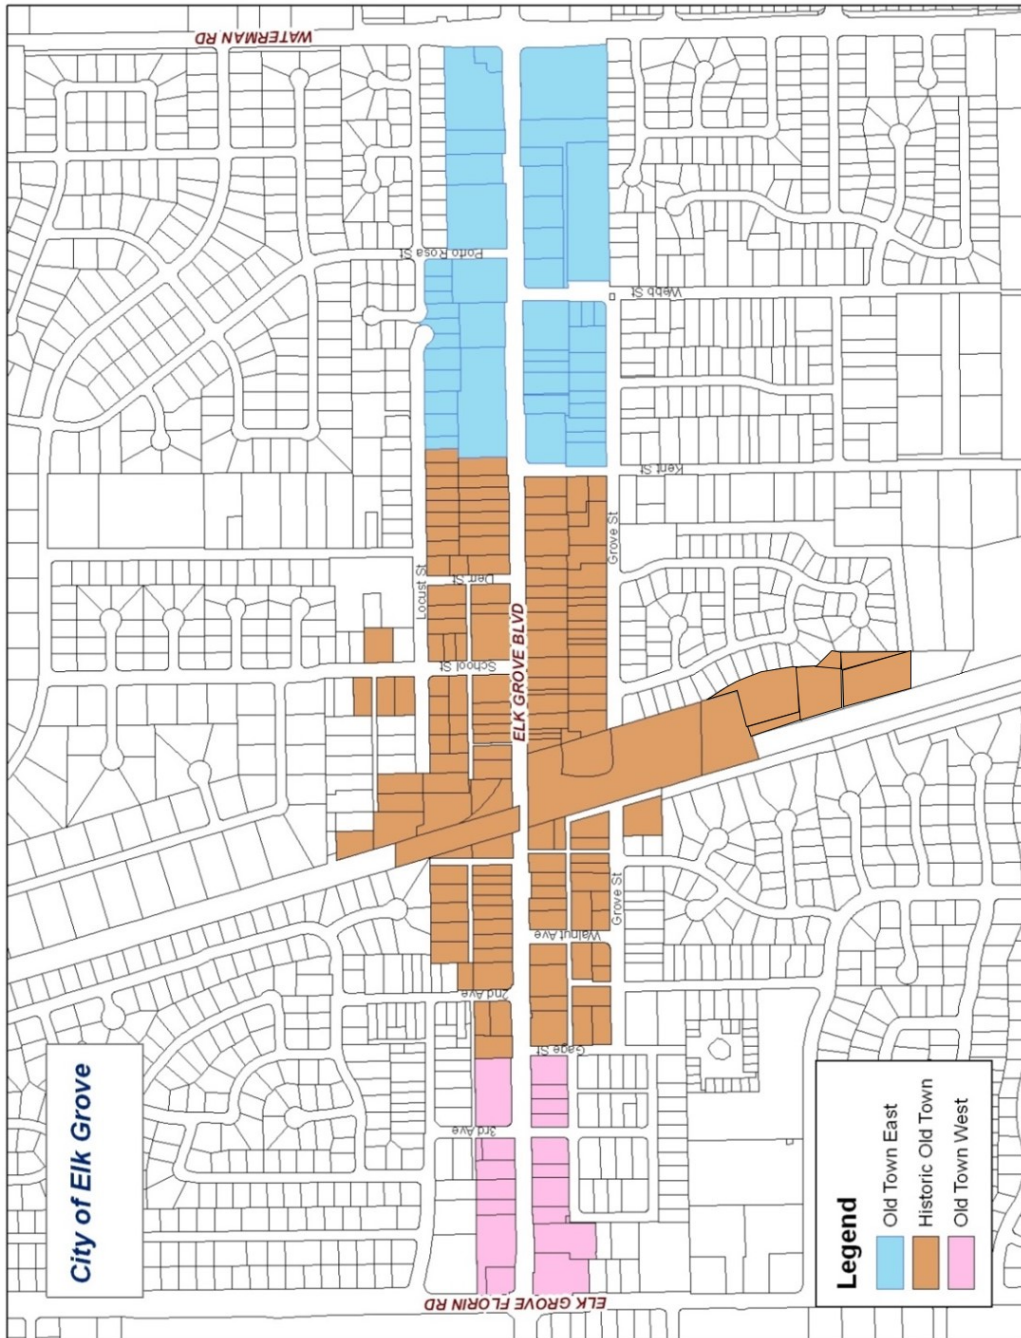 City of Elk Grove
WATERMAN RD
Porto Rosa St
Webb St
Kent St
Grove St
Locust St
Derr St
School St
ELK GROVE BLVD
Grove St
Walnut Ave
2nd Ave
Gage St
3rd Ave
ELK GROVE FLORIN RD
Legend
Old Town East
Historic Old Town
Old Town West